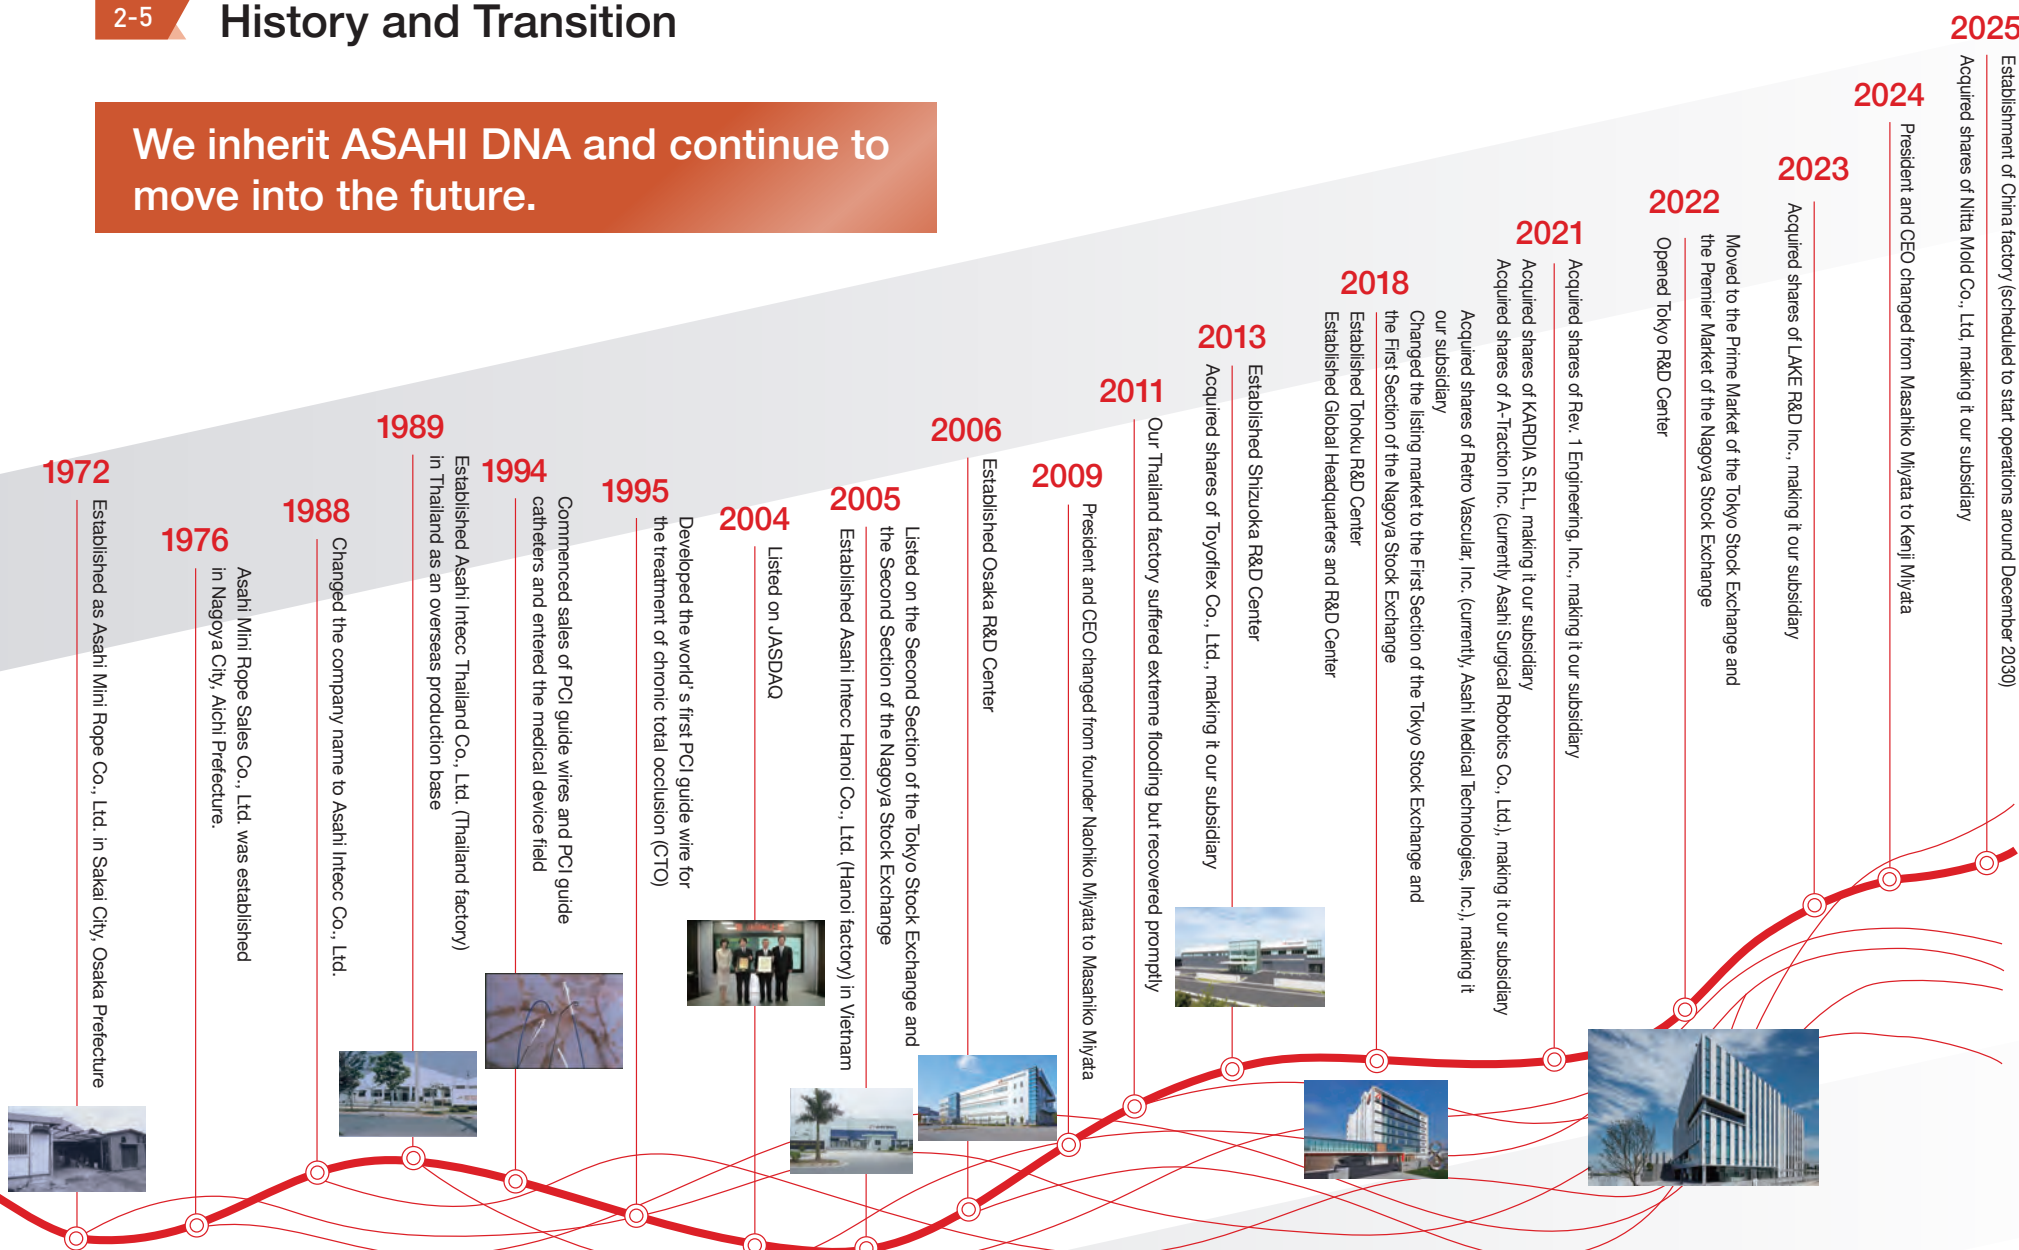 2-5
History and Transition
We inherit ASAHI DNA and continue to
move into the future.
1972
Established as Asahi Mini Rope Co., Ltd. in Sakai City, Osaka Prefecture
1976
Asahi Mini Rope Sales Co., Ltd. was established
in Nagoya City, Aichi Prefecture.
1988
Changed the company name to Asahi Intecc Co., Ltd.
1989
Established Asahi Intecc Thailand Co., Ltd. (Thailand factory)
in Thailand as an overseas production base
1994
Commenced sales of PCI guide wires and PCI guide
catheters and entered the medical device field
1995
Developed the world's first PCI guide wire for
the treatment of chronic total occlusion (CTO)
2004
Listed on JASDAQ
2005
Listed on the Second Section of the Tokyo Stock Exchange and
the Second Section of the Nagoya Stock Exchange
Established Asahi Intecc Hanoi Co., Ltd. (Hanoi factory) in Vietnam
2006
Established Osaka R&D Center
2009
President and CEO changed from founder Naohiko Miyata to Masahiko Miyata
2011
Our Thailand factory suffered extreme flooding but recovered promptly
2013
Established Shizuoka R&D Center
Acquired shares of Toyoflex Co., Ltd., making it our subsidiary
2018
Acquired shares of Retro Vascular, Inc. (currently, Asahi Medical Technologies, Inc.), making it
our subsidiary
Changed the listing market to the First Section of the Tokyo Stock Exchange and
the First Section of the Nagoya Stock Exchange
Established Tohoku R&D Center
Established Global Headquarters and R&D Center
2021
Acquired shares of Rev. 1 Engineering, Inc., making it our subsidiary
Acquired shares of KARDIA S.R.L, making it our subsidiary
Acquired shares of A-Traction Inc. (currently Asahi Surgical Robotics Co., Ltd.), making it our subsidiary
2022
Moved to the Prime Market of the Tokyo Stock Exchange and
the Premier Market of the Nagoya Stock Exchange
Opened Tokyo R&D Center
2023
Acquired shares of LAKE R&D Inc., making it our subsidiary
2024
President and CEO changed from Masahiko Miyata to Kenji Miyata
2025
Establishment of China factory (scheduled to start operations around December 2030)
Acquired shares of Nitta Mold Co., Ltd, making it our subsidiary